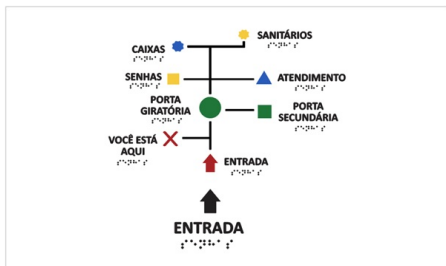 SANITÁRIOS
CAIXAS
SENHAS
ATENDIMENTO
PORTA
GIRATÓRIA
PORTA
SECUNDÁRIA
VOCÊ ESTÁ
AQUI
ENTRADA
ENTRADA